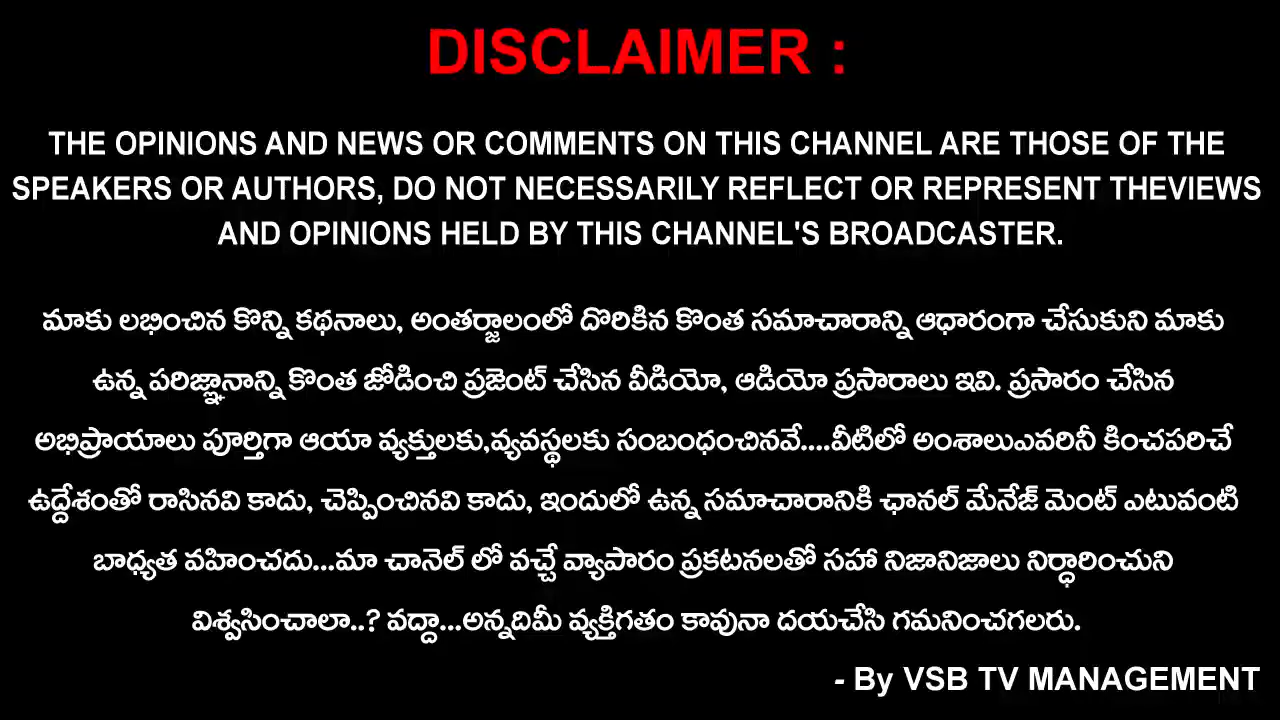 DISCLAIMER :
THE OPINIONS AND NEWS OR COMMENTS ON THIS CHANNEL ARE THOSE OF THE
SPEAKERS OR AUTHORS, DO NOT NECESSARILY REFLECT OR REPRESENT THEVIEWS
AND OPINIONS HELD BY THIS CHANNEL'S BROADCASTER.
మాకు లభించిన కొన్ని కథనాలు, అంతర్జాలంలో దొరికిన కొంత సమాచారాన్ని ఆధారంగా చేసుకుని మాకు
ఉన్న పరిజ్ఞానాన్ని కొంత జోడించి ప్రజెంట్ చేసిన వీడియో, ఆడియో ప్రసారాలు ఇవి. ప్రసారం చేసిన
అభిప్రాయాలు పూర్తిగా ఆయా వ్యక్తులకు,వ్యవస్థలకు సంబంధంచినవే....వీటిలో అంశాలుఎవరినీ కించపరిచే
ఉద్దేశంతో రాసినవి కాదు, చెప్పించినవి కాదు, ఇందులో ఉన్న సమాచారానికి ఛానల్ మేనేజ్ మెంట్ ఎటువంటి
బాధ్యత వహించదు...మా చానెల్ లో వచ్చే వ్యాపారం ప్రకటనలతో సహా నిజానిజాలు నిర్ధారించుని
విశ్వసించాలా..? వద్దా...అన్నదిమీ వ్యక్తిగతం కావునా దయచేసి గమనించగలరు.
- By VSB TV MANAGEMENT